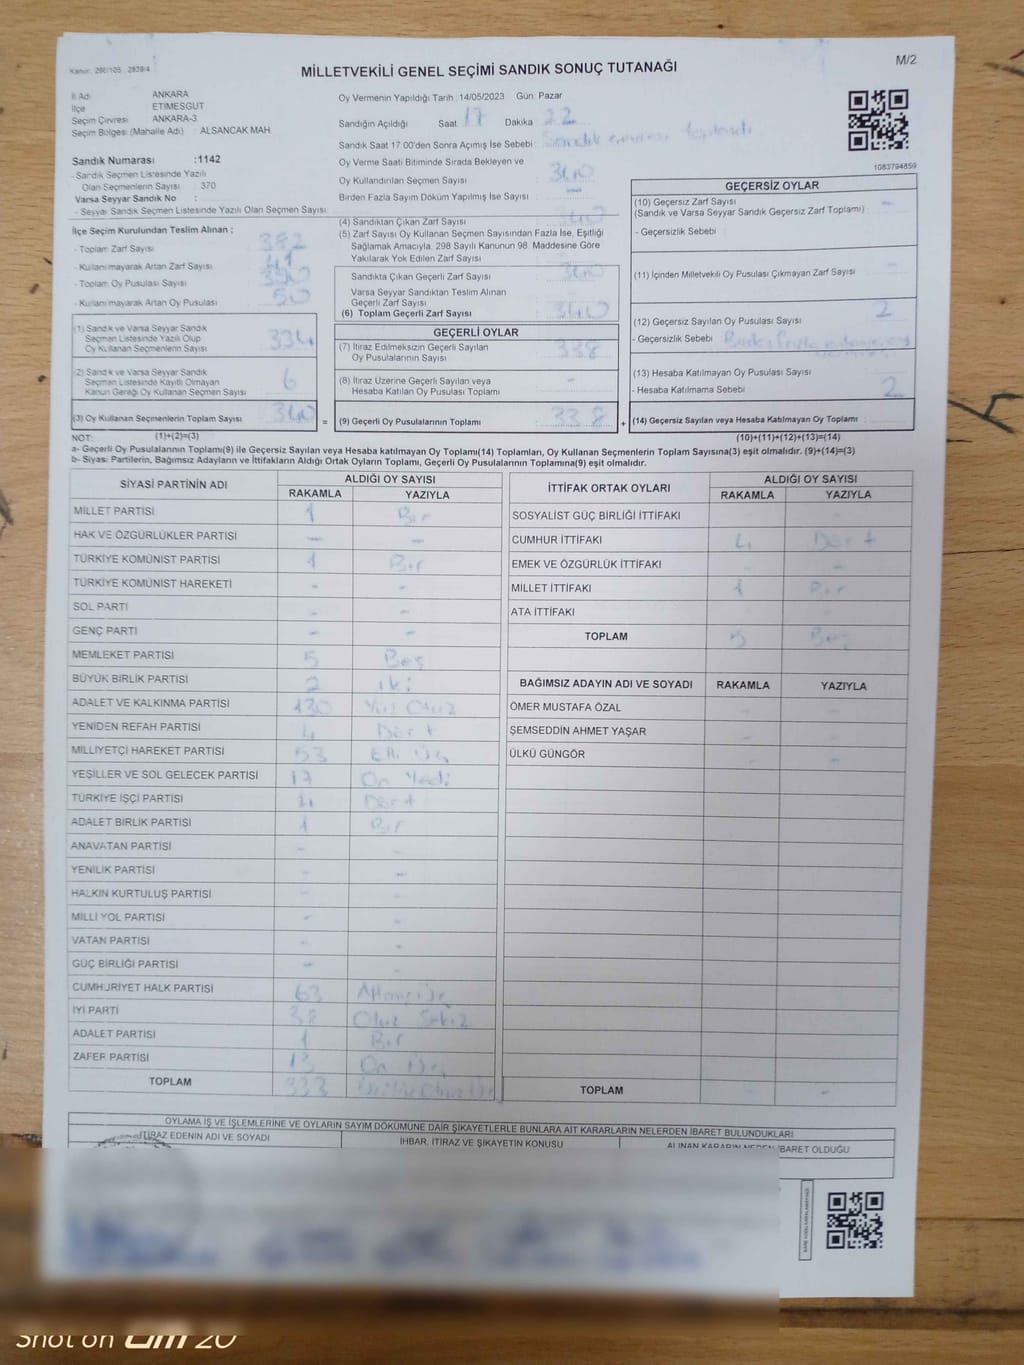 Kanun: 298/105 , 2839/4
M/2
MİLLETVEKİLİ GENEL SEÇİMİ SANDIK SONUÇ TUTANAĞI
İl Adı ANKARA
İlçe ETİMESGUT
Seçim Çevresi ANKARA-3
Seçim Bölgesi (Mahalle Adı) ALSANCAK MAH
Sandık Numarası :1142
- Sandık Seçmen Listesinde Yazılı
Olan Seçmenlerin Sayısı : 370
Varsa Seyyar Sandık No :
- Seyyar Sandık Seçmen Listesinde Yazılı Olan Seçmen Sayısı:
İlçe Seçim Kurulundan Teslim Alınan ;
- Toplam Zarf Sayısı 382
- Kullanılmayarak Artan Zarf Sayısı
- Toplam Oy Pusulası Sayısı 390
- Kullanılmayarak Artan Oy Pusulası 50
(1) Sandık ve Varsa Seyyar Sandık
Seçmen Listesinde Yazılı Olup
Oy Kullanan Seçmenlerin Sayısı 334
(2) Sandık ve Varsa Seyyar Sandık
Seçmen Listesinde Kayıtlı Olmayan
Kanun Gereği Oy Kullanan Seçmen Sayısı 6
(3) Oy Kullanan Seçmenlerin Toplam Sayısı 340 =
Oy Vermenin Yapıldığı Tarih :14/05/2023 Gün: Pazar
Sandığın Açıldığı Saat 17 Dakika 22
Sandık Saat 17:00'den Sonra Açılmış İse Sebebi: Sandık
Oy Verme Saati Bitiminde Sırada Bekleyen ve
Oy Kullandırılan Seçmen Sayısı 340
Birden Fazla Sayım Döküm Yapılmış İse Sayısı :
(4) Sandıktan Çıkan Zarf Sayısı 340
(5) Zarf Sayısı Oy Kullanan Seçmen Sayısından Fazla İse, Eşitliği
Sağlamak Amacıyla, 298 Sayılı Kanunun 98. Maddesine Göre
Yakılarak Yok Edilen Zarf Sayısı
Sandıkta Çıkan Geçerli Zarf Sayısı 340
Varsa Seyyar Sandıktan Teslim Alınan
Geçerli Zarf Sayısı
(6) Toplam Geçerli Zarf Sayısı 340
GEÇERLİ OYLAR
(7) İtiraz Edilmeksizin Geçerli Sayılan
Oy Pusulalarının Sayısı 338
(8) İtiraz Üzerine Geçerli Sayılan veya
Hesaba Katılan Oy Pusulası Toplamı -
(9) Geçerli Oy Pusulalarının Toplamı 338 +
1083794859
GEÇERSİZ OYLAR
(10) Geçersiz Zarf Sayısı -
(Sandık ve Varsa Seyyar Sandık Geçersiz Zarf Toplamı)
- Geçersizlik Sebebi :
(11) İçinden Milletvekili Oy Pusulası Çıkmayan Zarf Sayısı -
(12) Geçersiz Sayılan Oy Pusulası Sayısı 2
- Geçersizlik Sebebi
(13) Hesaba Katılmayan Oy Pusulası Sayısı
- Hesaba Katılmama Sebebi 2
(14) Geçersiz Sayılan veya Hesaba Katılmayan Oy Toplamı :
NOT: (1)+(2)=(3) (10)+(11)+(12)+(13)=(14)
a- Geçerli Oy Pusulalarının Toplamı(9) ile Geçersiz Sayılan veya Hesaba katılmayan Oy Toplamı(14) Toplamları, Oy Kullanan Seçmenlerin Toplam Sayısına(3) eşit olmalıdır. (9)+(14)=(3)
b- Siyasi Partilerin, Bağımsız Adayların ve İttifakların Aldığı Ortak Oyların Toplamı, Geçerli Oy Pusulalarının Toplamına(9) eşit olmalıdır.
SİYASİ PARTİNİN ADI ALDIĞI OY SAYISI
RAKAMLA YAZIYLA
MİLLET PARTİSİ 1 Bir
HAK VE ÖZGÜRLÜKLER PARTİSİ - -
TÜRKİYE KOMÜNİST PARTİSİ 1 Bir
TÜRKİYE KOMÜNİST HAREKETİ - -
SOL PARTİ - -
GENÇ PARTİ - -
MEMLEKET PARTİSİ 5 Beş
BÜYÜK BİRLİK PARTİSİ 2 iki
ADALET VE KALKINMA PARTİSİ 130 Yüz Otuz
YENİDEN REFAH PARTİSİ 4 Dört
MİLLİYETÇİ HAREKET PARTİSİ 53 Elli Üç
YEŞİLLER VE SOL GELECEK PARTİSİ 17 On Yedi
TÜRKİYE İŞÇİ PARTİSİ 4 Dört
ADALET BİRLİK PARTİSİ 1 Bir
ANAVATAN PARTİSİ - -
YENİLİK PARTİSİ - -
HALKIN KURTULUŞ PARTİSİ - -
MİLLİ YOL PARTİSİ - -
VATAN PARTİSİ - -
GÜÇ BİRLİĞİ PARTİSİ - -
CUMHURİYET HALK PARTİSİ 63 Altmış Üç
İYİ PARTİ 38 Otuz Sekiz
ADALET PARTİSİ 1 Bir
ZAFER PARTİSİ 13 On Üç
TOPLAM 333
İTTİFAK ORTAK OYLARI ALDIĞI OY SAYISI
RAKAMLA YAZIYLA
SOSYALİST GÜÇ BİRLİĞİ İTTİFAKI - -
CUMHUR İTTİFAKI 4 Dört
EMEK VE ÖZGÜRLÜK İTTİFAKI - -
MİLLET İTTİFAKI 1 Bir
ATA İTTİFAKI
TOPLAM 5 Beş
BAĞIMSIZ ADAYIN ADI VE SOYADI RAKAMLA YAZIYLA
ÖMER MUSTAFA ÖZAL - -
ŞEMSEDDİN AHMET YAŞAR - -
ÜLKÜ GÜNGÖR - -
TOPLAM - -
OYLAMA İŞ VE İŞLEMLERİNE VE OYLARIN SAYIM DÖKÜMÜNE DAİR ŞİKAYETLERLE BUNLARA AİT KARARLARIN NELERDEN İBARET BULUNDUKLARI
İTİRAZ EDENİN ADI VE SOYADI İHBAR, İTİRAZ VE ŞİKAYETİN KONUSU ALINAN KARARIN NEDEN İBARET OLDUĞU
Shot on 20